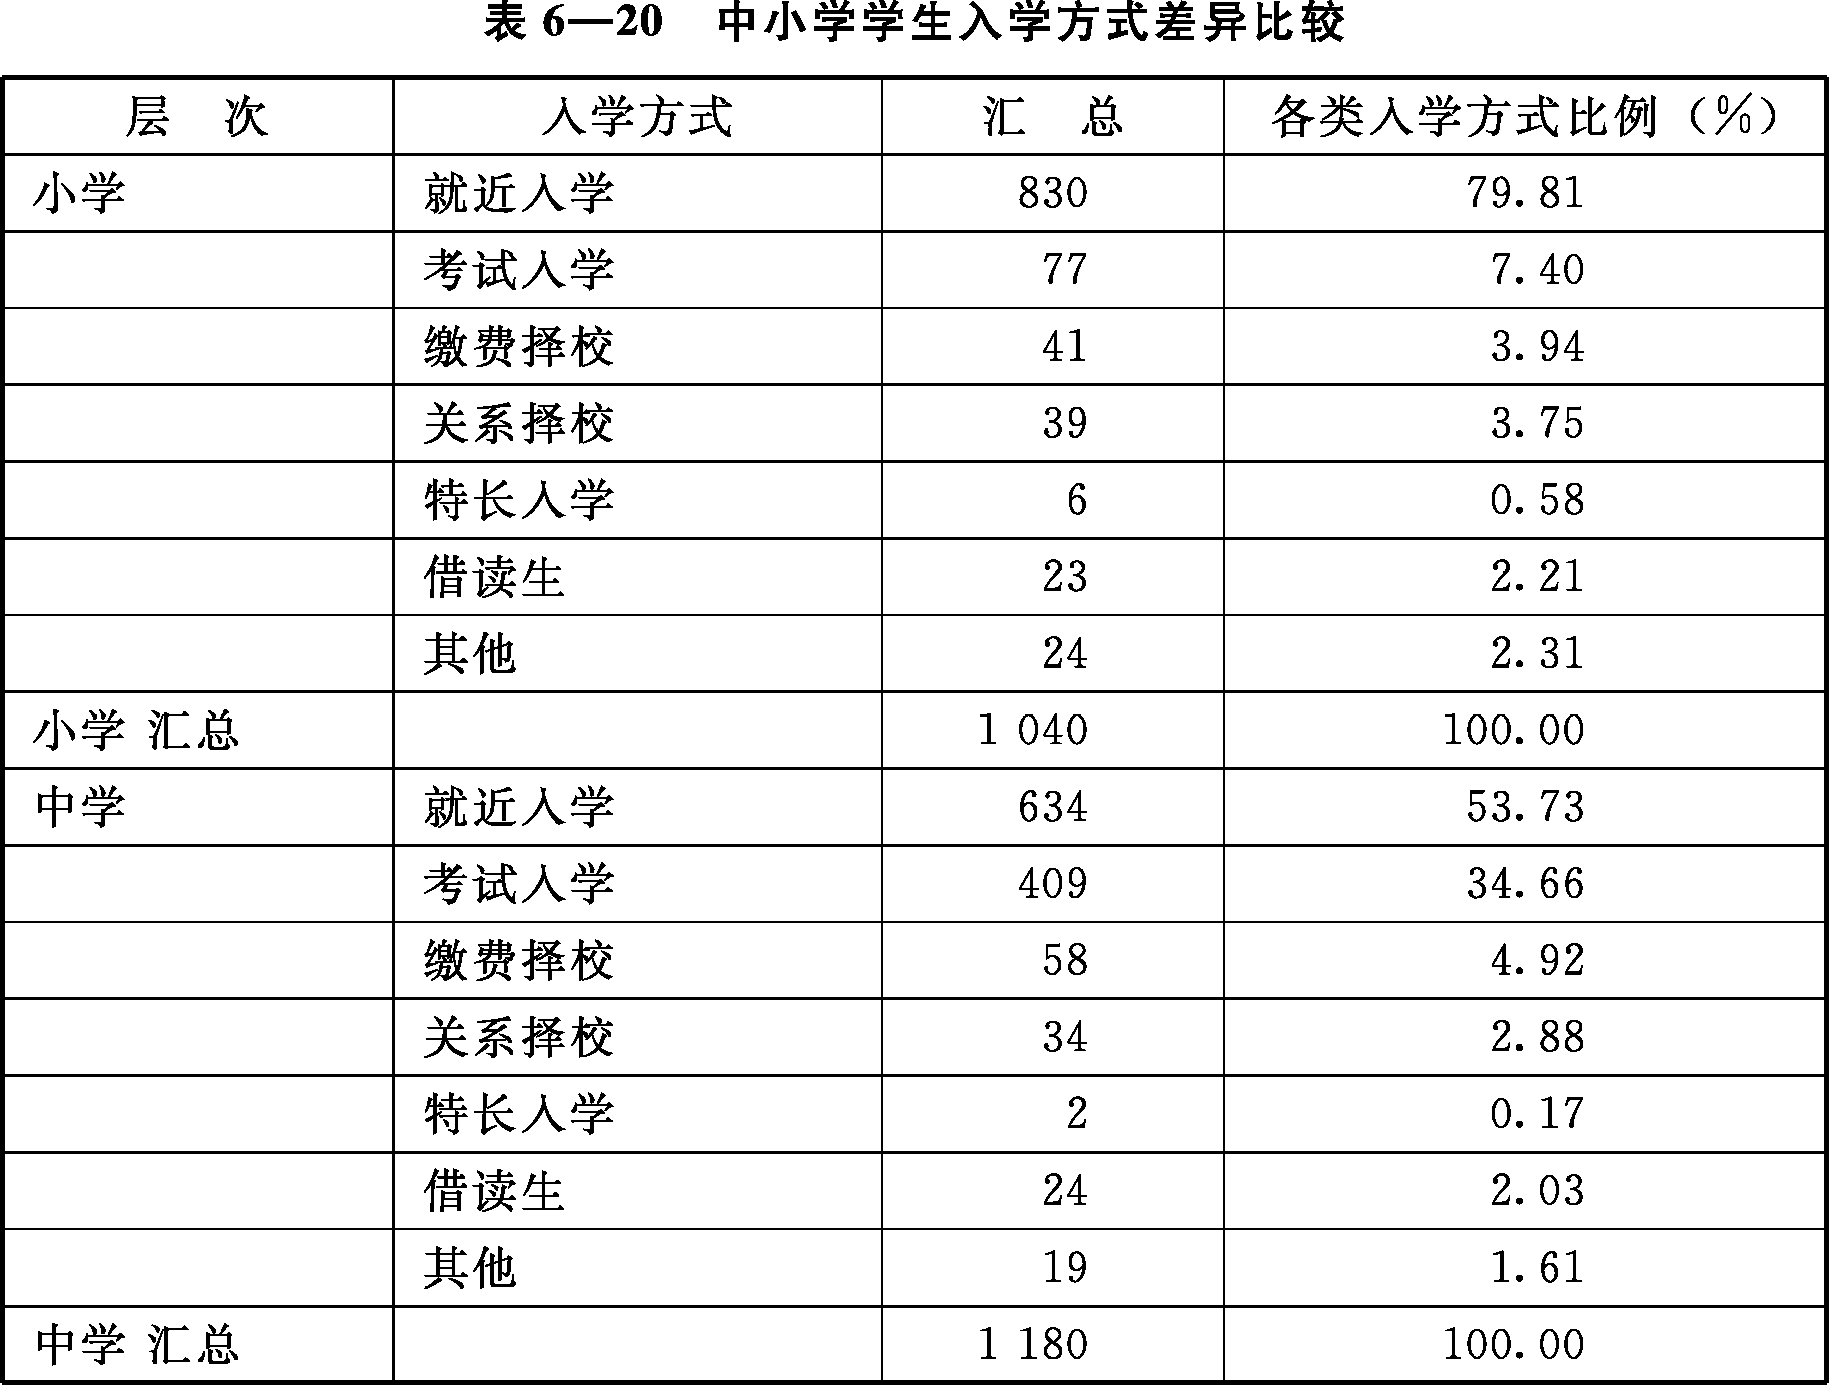 表 6—20 中小学学生入学方式差异比较
层 次 入学方式 汇 总 各类入学方式比例（%）
小学 就近入学 830 79.81
考试入学 77 7.40
缴费择校 41 3.94
关系择校 39 3.75
特长入学 6 0.58
借读生 23 2.21
其他 24 2.31
小学 汇总 1 040 100.00
中学 就近入学 634 53.73
考试入学 409 34.66
缴费择校 58 4.92
关系择校 34 2.88
特长入学 2 0.17
借读生 24 2.03
其他 19 1.61
中学 汇总 1 180 100.00